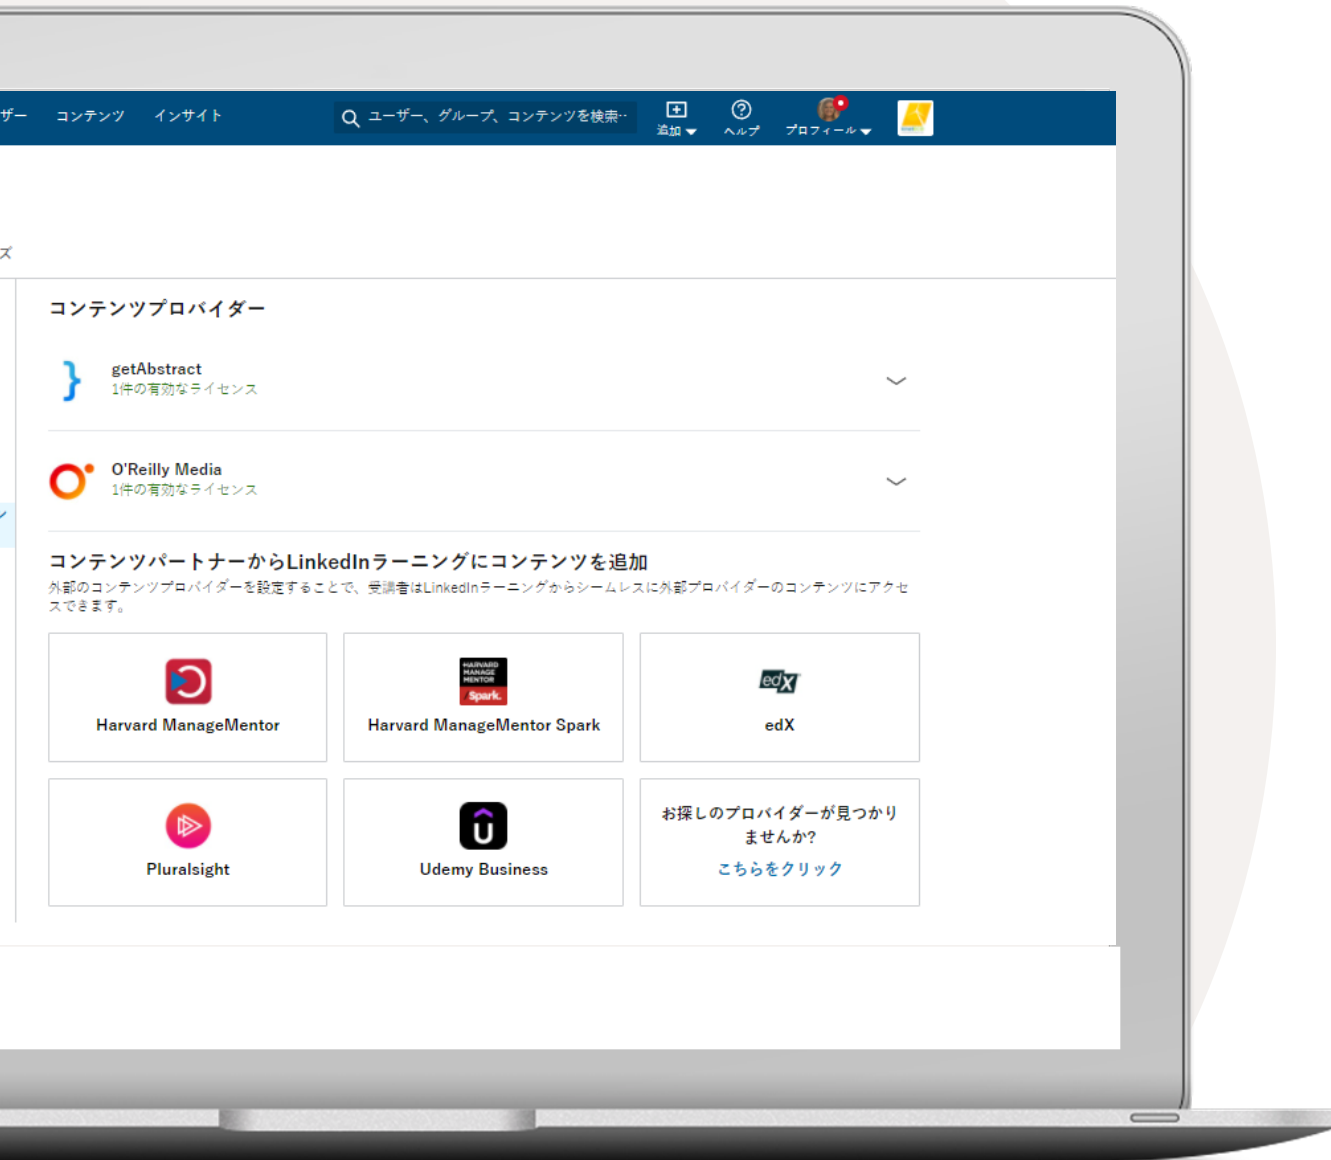 ザー コンテンツ インサイト ユーザー、グループ、コンテンツを検索·· 追加 ヘルプ プロフィール
ズ
コンテンツプロバイダー
getAbstract
1件の有効なライセンス
O'Reilly Media
1件の有効なライセンス
コンテンツパートナーからLinkedInラーニングにコンテンツを追加
外部のコンテンツプロバイダーを設定することで、受講者はLinkedInラーニングからシームレスに外部プロバイダーのコンテンツにアクセ
スできます。
Harvard ManageMentor
HARVARD
MANAGE
MENTOR
Spark.
Harvard ManageMentor Spark
edX
edX
Pluralsight
Udemy Business
お探しのプロバイダーが見つかり
ませんか?
こちらをクリック